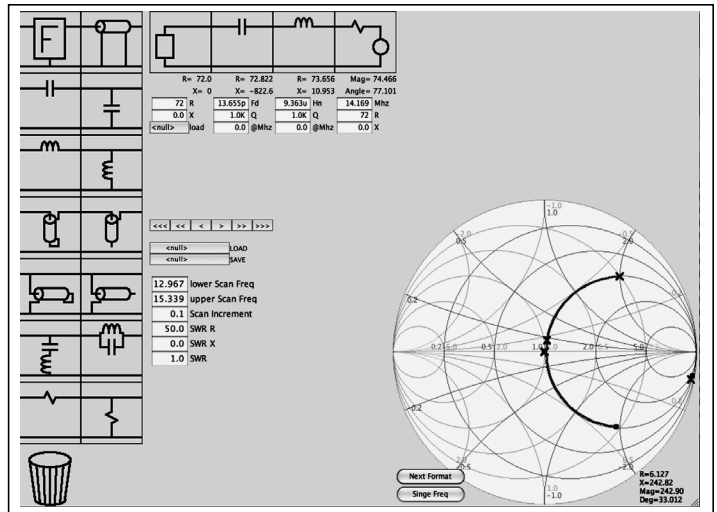 F
R= 72.0 R= 72.822 R= 73.656 Mag= 74.466
X= 0 X= -822.6 X= 10.953 Angle= 77.101
72 R 13.655p Fd 9.363u Hn 14.169 Mhz
0.0 X 1.0K Q 1.0K Q 72 R
<null> load 0.0 @Mhz 0.0 @Mhz 0.0 X
<<< << < > >> >>>
<null> LOAD
<null> SAVE
12.967 lower Scan Freq
15.339 upper Scan Freq
0.1 Scan Increment
50.0 SWR R
0.0 SWR X
1.0 SWR
-1.0
1.0
0.5 2.0
0.2
0.2 0.5 1.0 2.0 5.0
-0.2
-0.5 -2.0
1.0
-1.0
Next Format
Singe Freq
R=6.127
X=242.82
Mag=242.90
Deg=33.012